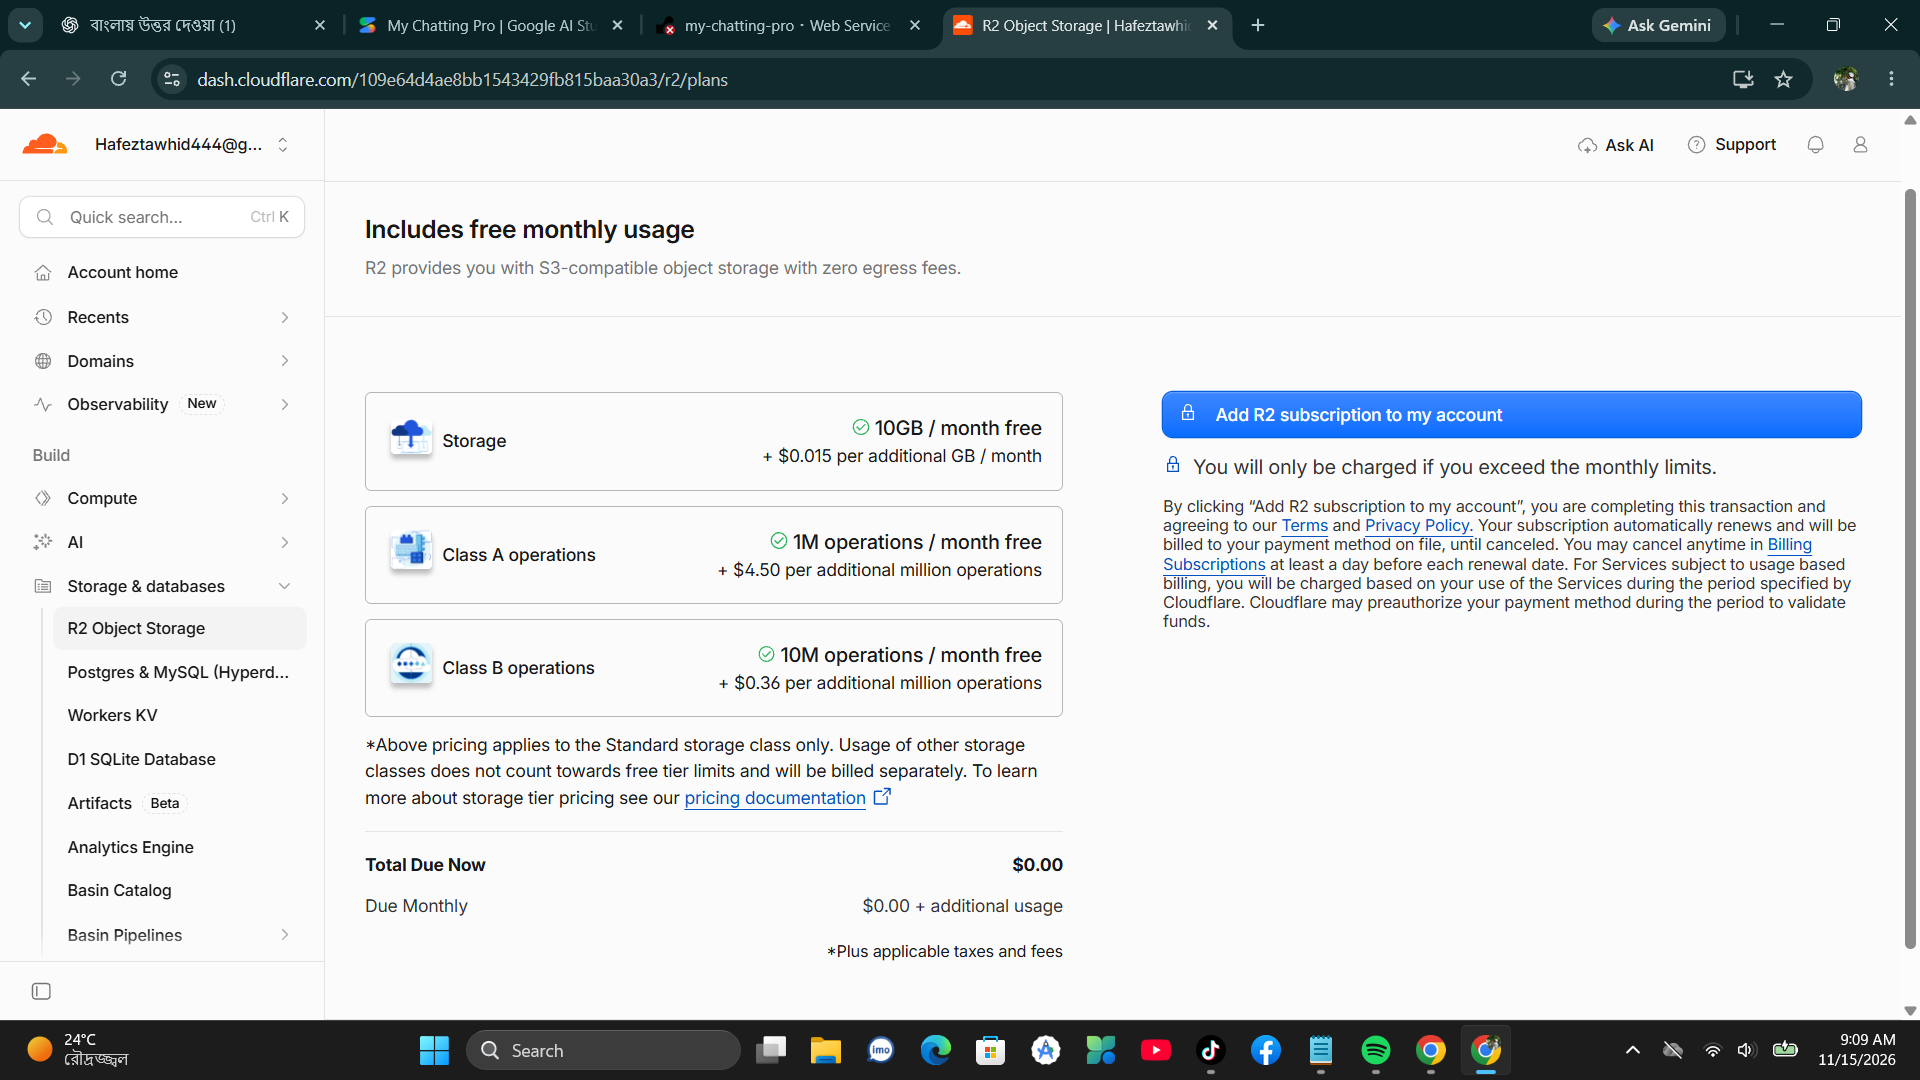 বাংলায় উত্তর দেওয়া (1)
My Chatting Pro | Google AI Stu
my-chatting-pro · Web Service
R2 Object Storage | Hafeztawhi
Ask Gemini
dash.cloudflare.com/109e64d4ae8bb1543429fb815baa30a3/r2/plans
Hafeztawhid444@g...
Ask AI
Support
Quick search...
Ctrl K
Account home
Recents
Domains
Observability New
Build
Compute
AI
Storage & databases
R2 Object Storage
Postgres & MySQL (Hyperd...
Workers KV
D1 SQLite Database
Artifacts Beta
Analytics Engine
Basin Catalog
Basin Pipelines
Includes free monthly usage
R2 provides you with S3-compatible object storage with zero egress fees.
Storage
10GB / month free
+ $0.015 per additional GB / month
Class A operations
1M operations / month free
+ $4.50 per additional million operations
Class B operations
10M operations / month free
+ $0.36 per additional million operations
*Above pricing applies to the Standard storage class only. Usage of other storage
classes does not count towards free tier limits and will be billed separately. To learn
more about storage tier pricing see our pricing documentation
Total Due Now $0.00
Due Monthly $0.00 + additional usage
*Plus applicable taxes and fees
Add R2 subscription to my account
You will only be charged if you exceed the monthly limits.
By clicking “Add R2 subscription to my account”, you are completing this transaction and
agreeing to our Terms and Privacy Policy. Your subscription automatically renews and will be
billed to your payment method on file, until canceled. You may cancel anytime in Billing
Subscriptions at least a day before each renewal date. For Services subject to usage based
billing, you will be charged based on your use of the Services during the period specified by
Cloudflare. Cloudflare may preauthorize your payment method during the period to validate
funds.
24°C
রৌদ্রজ্জ্বল
Search
imo
9:09 AM
11/15/2026